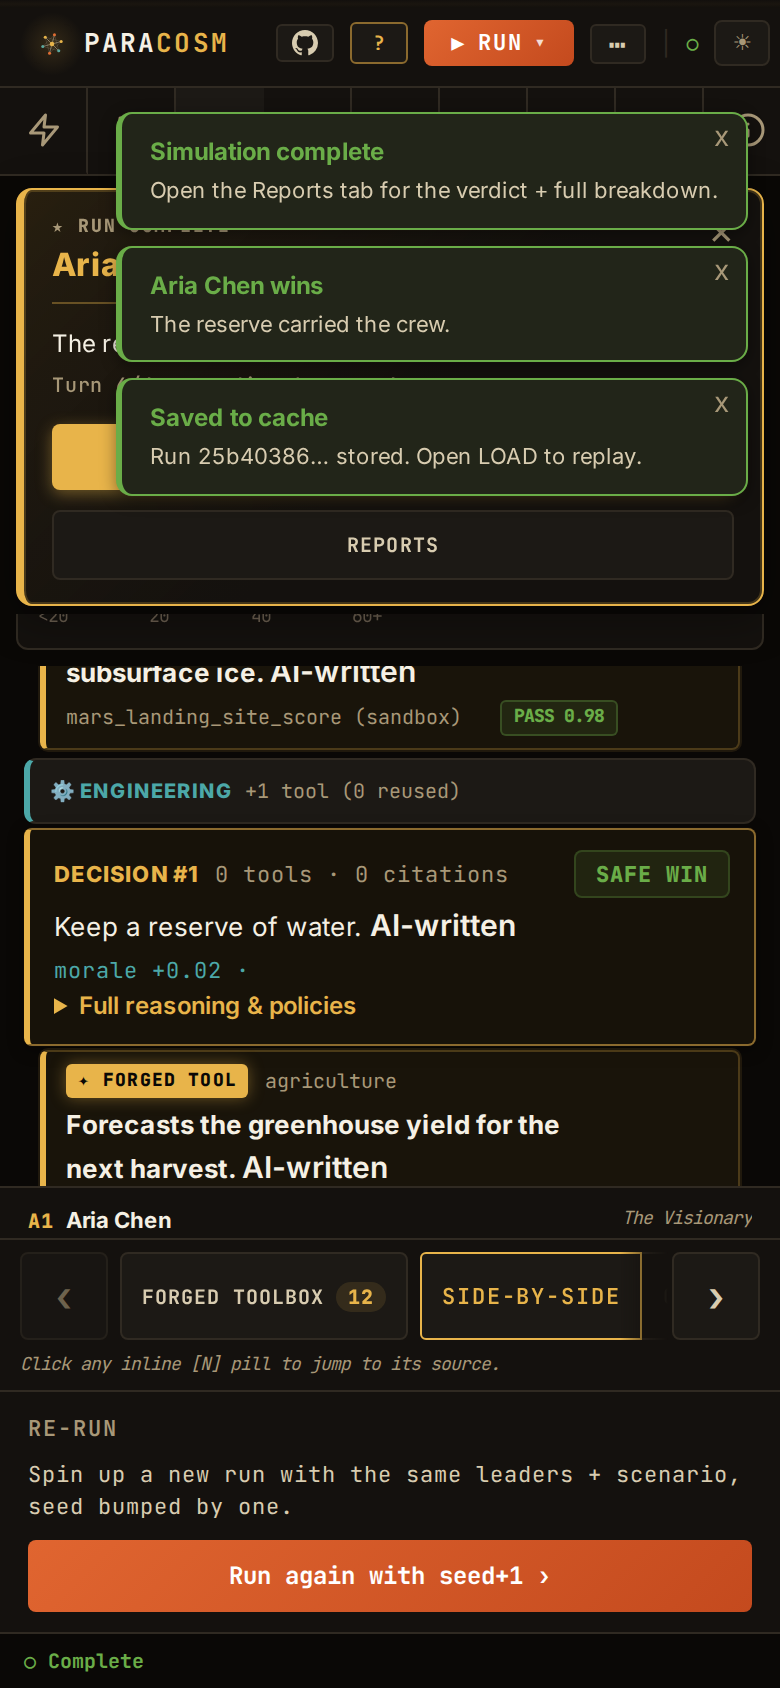 PARACOSM
?
▶ RUN ▾
Simulation complete
X
Open the Reports tab for the verdict + full breakdown.
★ RUN
Aria
Aria Chen wins
X
The reserve carried the crew.
The re
Turn
Saved to cache
X
Run 25b40386... stored. Open LOAD to replay.
REPORTS
<20 20 40 60+
subsurface ice. AI-written
mars_landing_site_score (sandbox) PASS 0.98
ENGINEERING +1 tool (0 reused)
DECISION #1 0 tools · 0 citations SAFE WIN
Keep a reserve of water. AI-written
morale +0.02 ·
▶ Full reasoning & policies
✦ FORGED TOOL agriculture
Forecasts the greenhouse yield for the
next harvest. AI-written
A1 Aria Chen The Visionary
‹ FORGED TOOLBOX 12 SIDE-BY-SIDE ›
Click any inline [N] pill to jump to its source.
RE-RUN
Spin up a new run with the same leaders + scenario,
seed bumped by one.
Run again with seed+1 ›
○ Complete